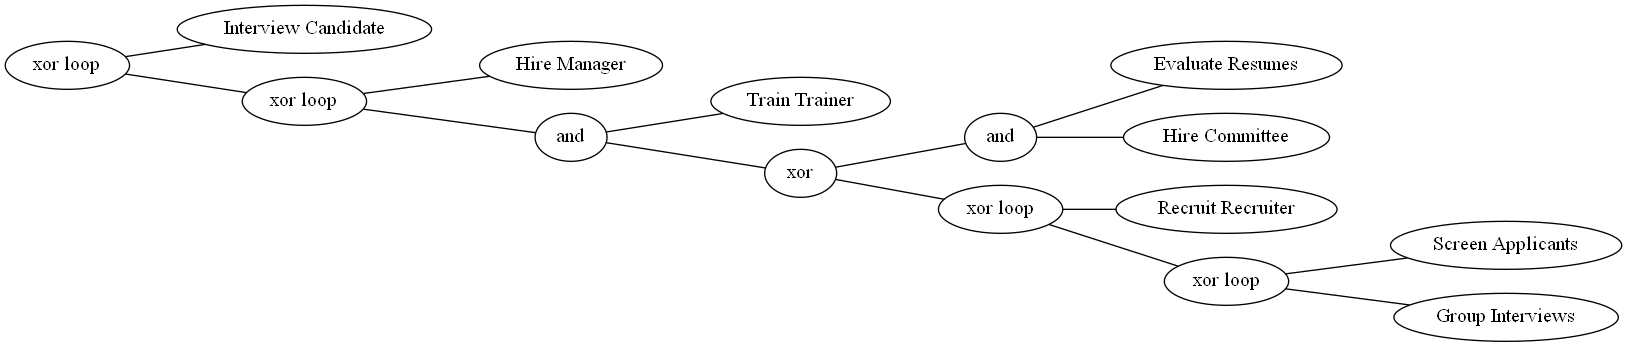 Interview Candidate
xor loop
Hire Manager
Evaluate Resumes
xor loop
Train Trainer
and
and
Hire Committee
xor
xor loop
Recruit Recruiter
Screen Applicants
xor loop
Group Interviews